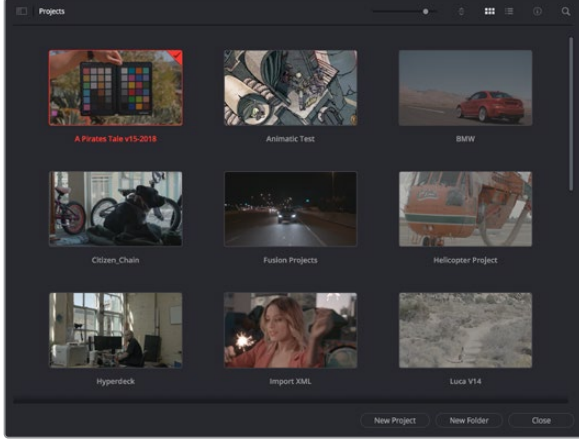 Projects
A Pirates Tale v15-2018
Animatic Test
BMW
Citizen_Chain
Fusion Projects
Helicopter Project
Hyperdeck
Import XML
Luca V14
New Project
New Folder
Close